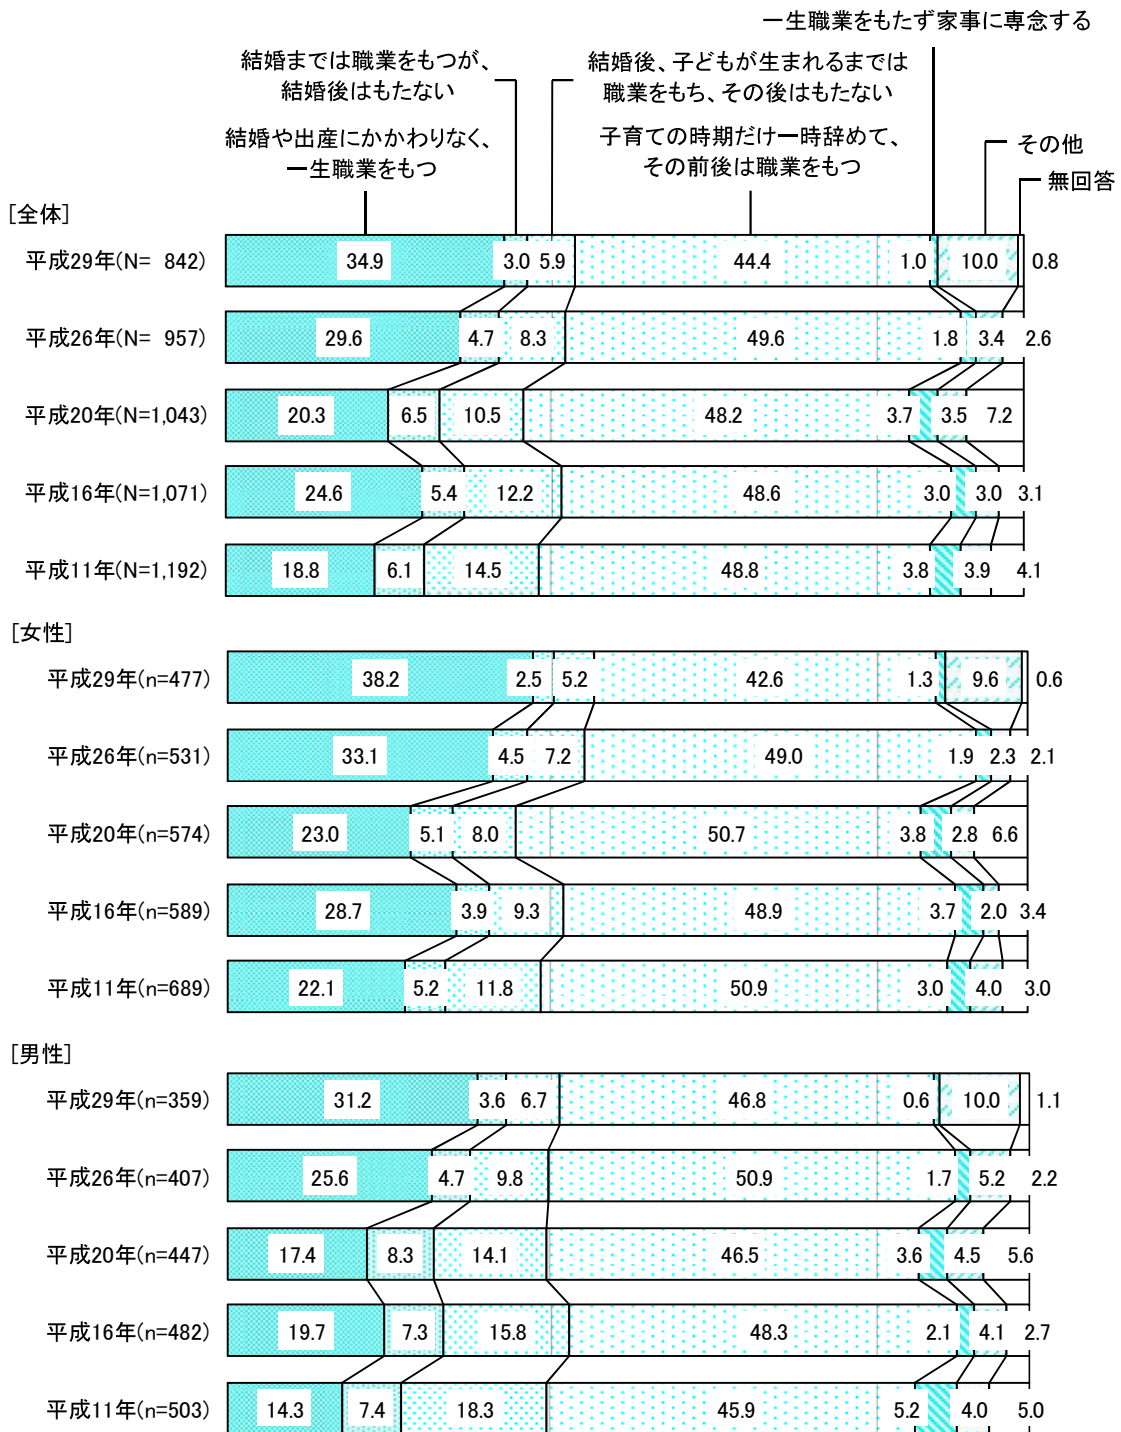 一生職業をもたず家事に専念する
結婚までは職業をもつが、
結婚後はもたない
結婚後、子どもが生まれるまでは
職業をもち、その後はもたない
結婚や出産にかかわりなく、
一生職業をもつ
子育ての時期だけ一時辞めて、
その前後は職業をもつ
その他
無回答
[全体]
平成29年(N= 842) 34.9 3.0 5.9 44.4 1.0 10.0 0.8
平成26年(N= 957) 29.6 4.7 8.3 49.6 1.8 3.4 2.6
平成20年(N=1,043) 20.3 6.5 10.5 48.2 3.7 3.5 7.2
平成16年(N=1,071) 24.6 5.4 12.2 48.6 3.0 3.0 3.1
平成11年(N=1,192) 18.8 6.1 14.5 48.8 3.8 3.9 4.1
[女性]
平成29年(n=477) 38.2 2.5 5.2 42.6 1.3 9.6 0.6
平成26年(n=531) 33.1 4.5 7.2 49.0 1.9 2.3 2.1
平成20年(n=574) 23.0 5.1 8.0 50.7 3.8 2.8 6.6
平成16年(n=589) 28.7 3.9 9.3 48.9 3.7 2.0 3.4
平成11年(n=689) 22.1 5.2 11.8 50.9 3.0 4.0 3.0
[男性]
平成29年(n=359) 31.2 3.6 6.7 46.8 0.6 10.0 1.1
平成26年(n=407) 25.6 4.7 9.8 50.9 1.7 5.2 2.2
平成20年(n=447) 17.4 8.3 14.1 46.5 3.6 4.5 5.6
平成16年(n=482) 19.7 7.3 15.8 48.3 2.1 4.1 2.7
平成11年(n=503) 14.3 7.4 18.3 45.9 5.2 4.0 5.0